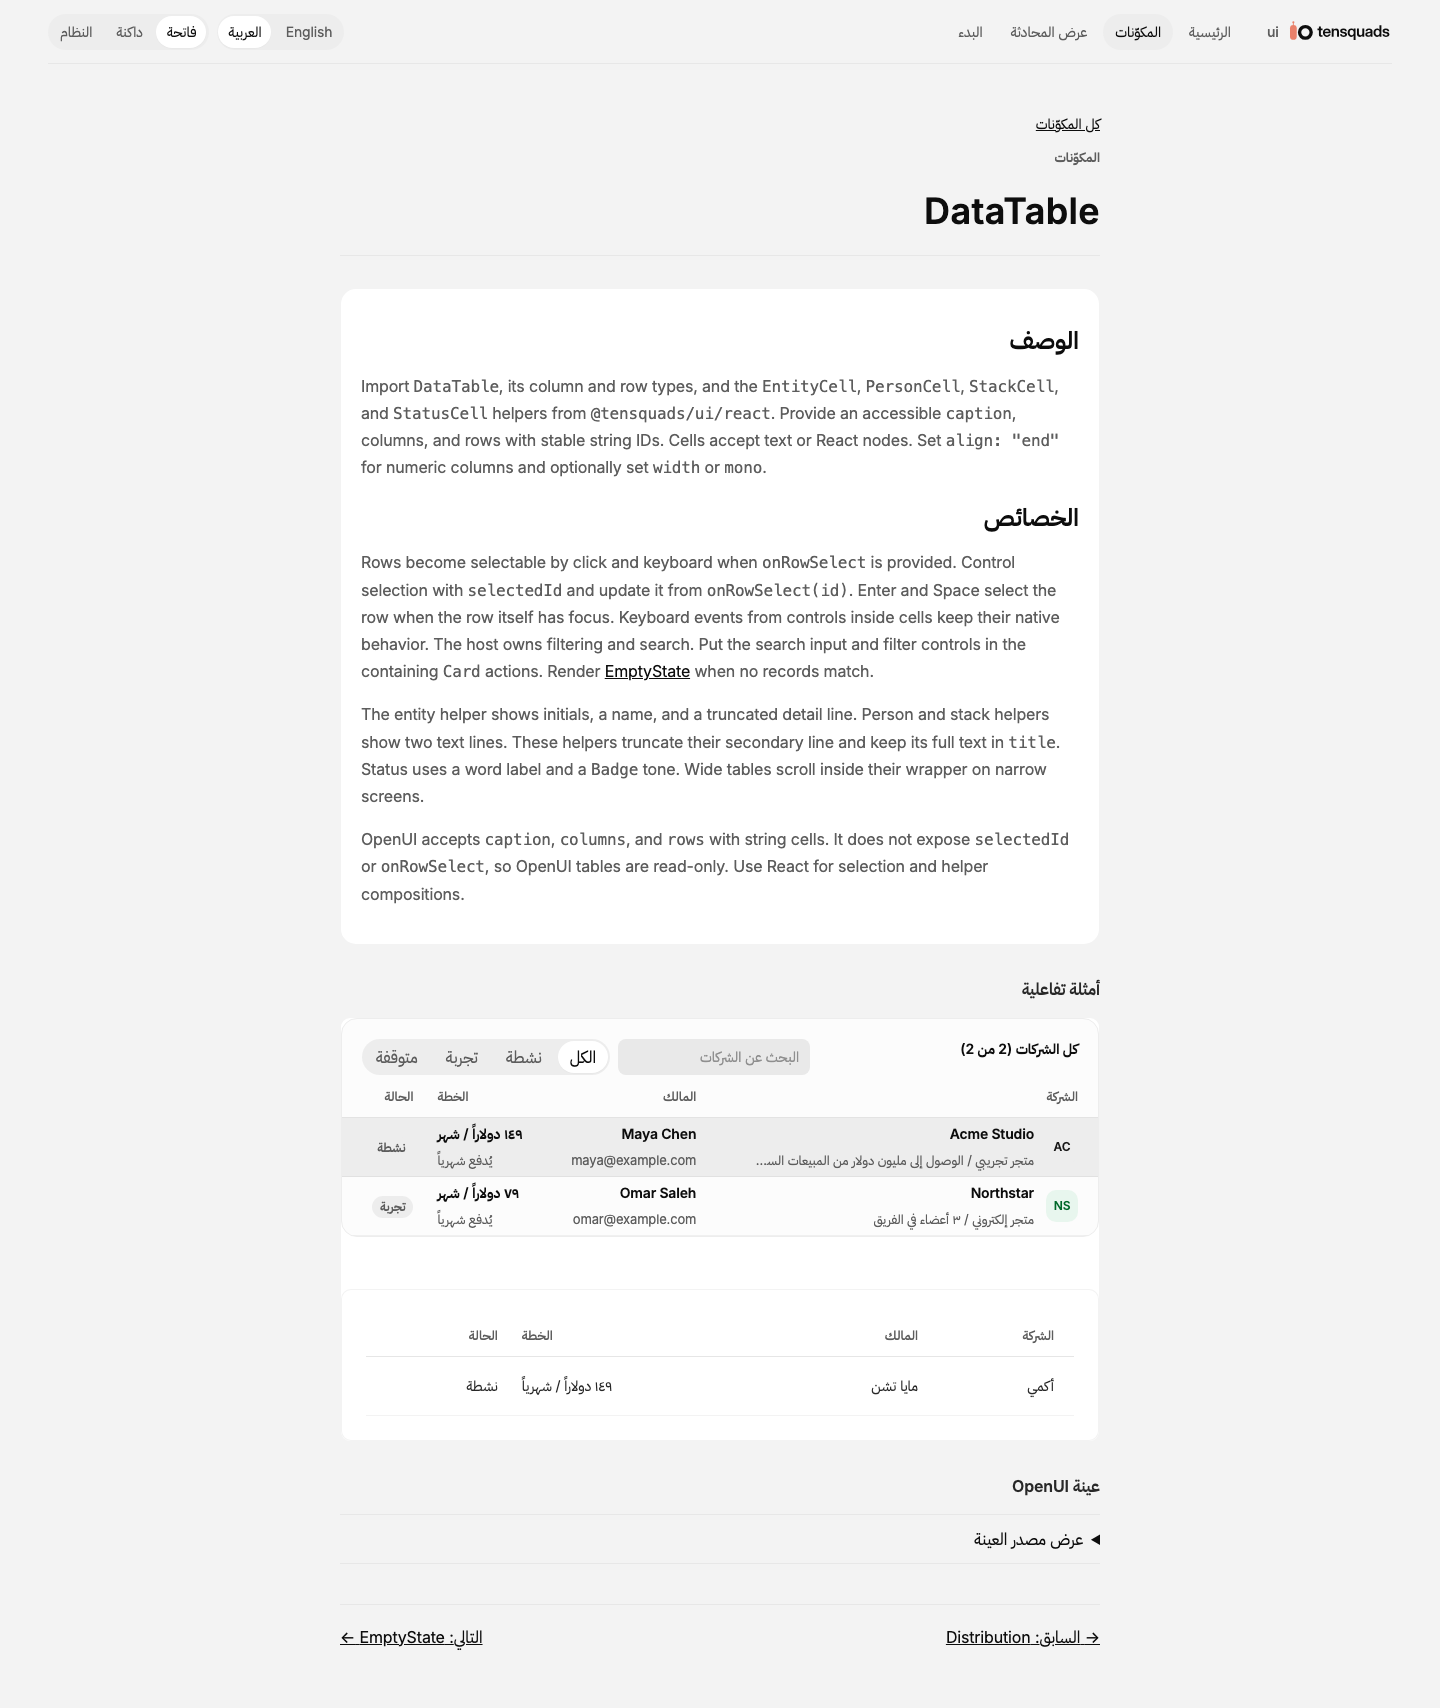 tensquads ui الرئيسية المكوّنات عرض المحادثة البدء English العربية فاتحة داكنة النظام
كل المكوّنات
المكوّنات
DataTable
الوصف
Import DataTable, its column and row types, and the EntityCell, PersonCell, StackCell,
and StatusCell helpers from @tensquads/ui/react. Provide an accessible caption,
columns, and rows with stable string IDs. Cells accept text or React nodes. Set align: "end"
for numeric columns and optionally set width or mono.
الخصائص
Rows become selectable by click and keyboard when onRowSelect is provided. Control
selection with selectedId and update it from onRowSelect(id). Enter and Space select the
row when the row itself has focus. Keyboard events from controls inside cells keep their native
behavior. The host owns filtering and search. Put the search input and filter controls in the
containing Card actions. Render EmptyState when no records match.
The entity helper shows initials, a name, and a truncated detail line. Person and stack helpers
show two text lines. These helpers truncate their secondary line and keep its full text in title.
Status uses a word label and a Badge tone. Wide tables scroll inside their wrapper on narrow
screens.
OpenUI accepts caption, columns, and rows with string cells. It does not expose selectedId
or onRowSelect, so OpenUI tables are read-only. Use React for selection and helper
compositions.
أمثلة تفاعلية
كل الشركات (2 من 2) البحث عن الشركات الكل نشطة تجربة متوقفة
الشركة المالك الخطة الحالة
AC Acme Studio Maya Chen ١٤٩ دولاراً / شهر نشطة
متجر تجريبي / الوصول إلى مليون دولار من المبيعات الس... maya@example.com يُدفع شهرياً
NS Northstar Omar Saleh ٧٩ دولاراً / شهر تجربة
متجر إلكتروني / ٣ أعضاء في الفريق omar@example.com يُدفع شهرياً
الشركة المالك الخطة الحالة
أكمي مايا تشن ١٤٩ دولاراً / شهرياً نشطة
عينة OpenUI
◀ عرض مصدر العينة
→ السابق: Distribution التالي: EmptyState ←